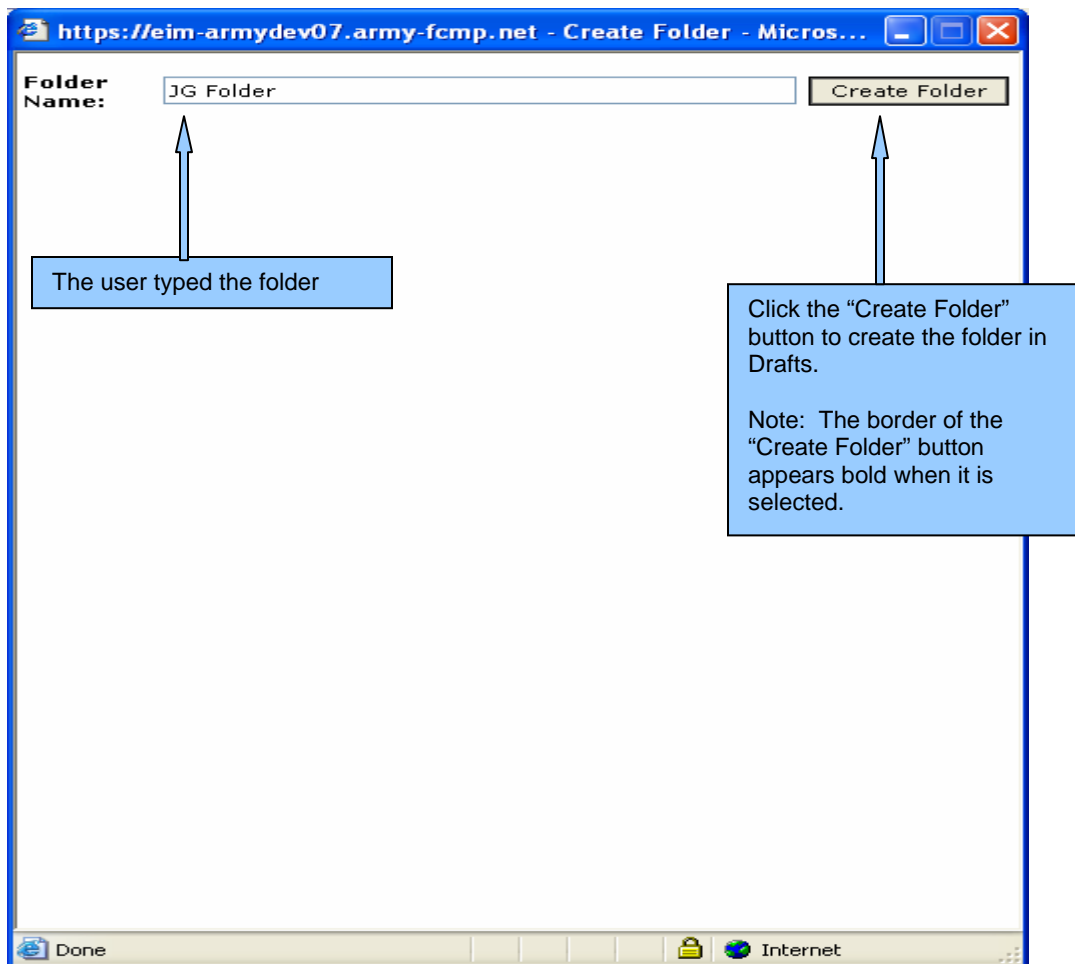 https://eim-armydev07.army-fcmp.net - Create Folder - Micros...
Folder
Name:
JG Folder
Create Folder
The user typed the folder
Click the “Create Folder”
button to create the folder in
Drafts.
Note:  The border of the
“Create Folder” button
appears bold when it is
selected.
Done
Internet